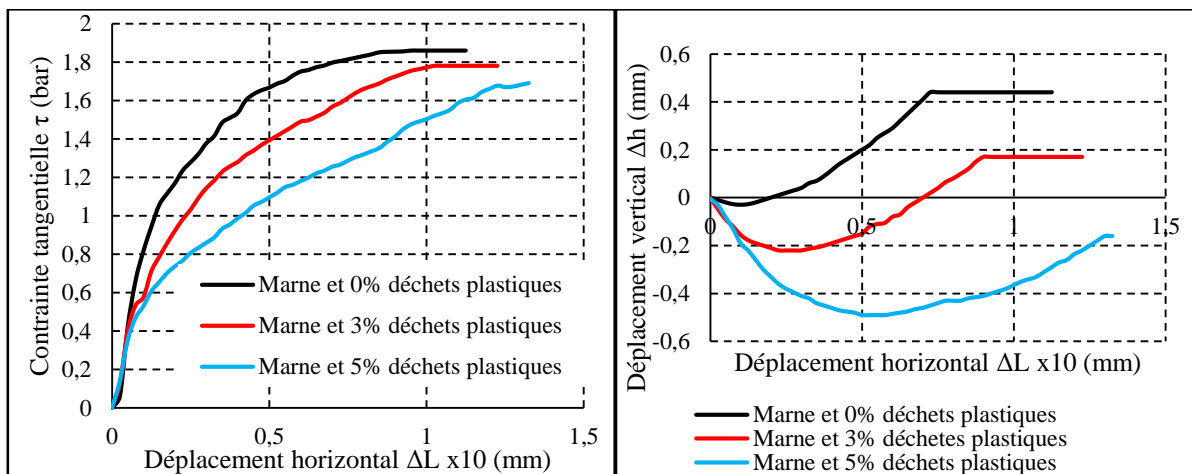 Contrainte tangentielle τ (bar)
2
1,8
1,6
1,4
1,2
1
0,8
0,6
0,4
0,2
0
Marne et 0% déchets plastiques
Marne et 3% déchets plastiques
Marne et 5% déchets plastiques
0 0,5 1 1,5
Déplacement horizontal ΔL x10 (mm)
Déplacement vertical Δh (mm)
0,6
0,4
0,2
0
-0,2
-0,4
-0,6
0 0,5 1 1,5
Déplacement horizontal ΔL x10 (mm)
Marne et 0% déchets plastiques
Marne et 3% déchetes plastiques
Marne et 5% déchets plastiques